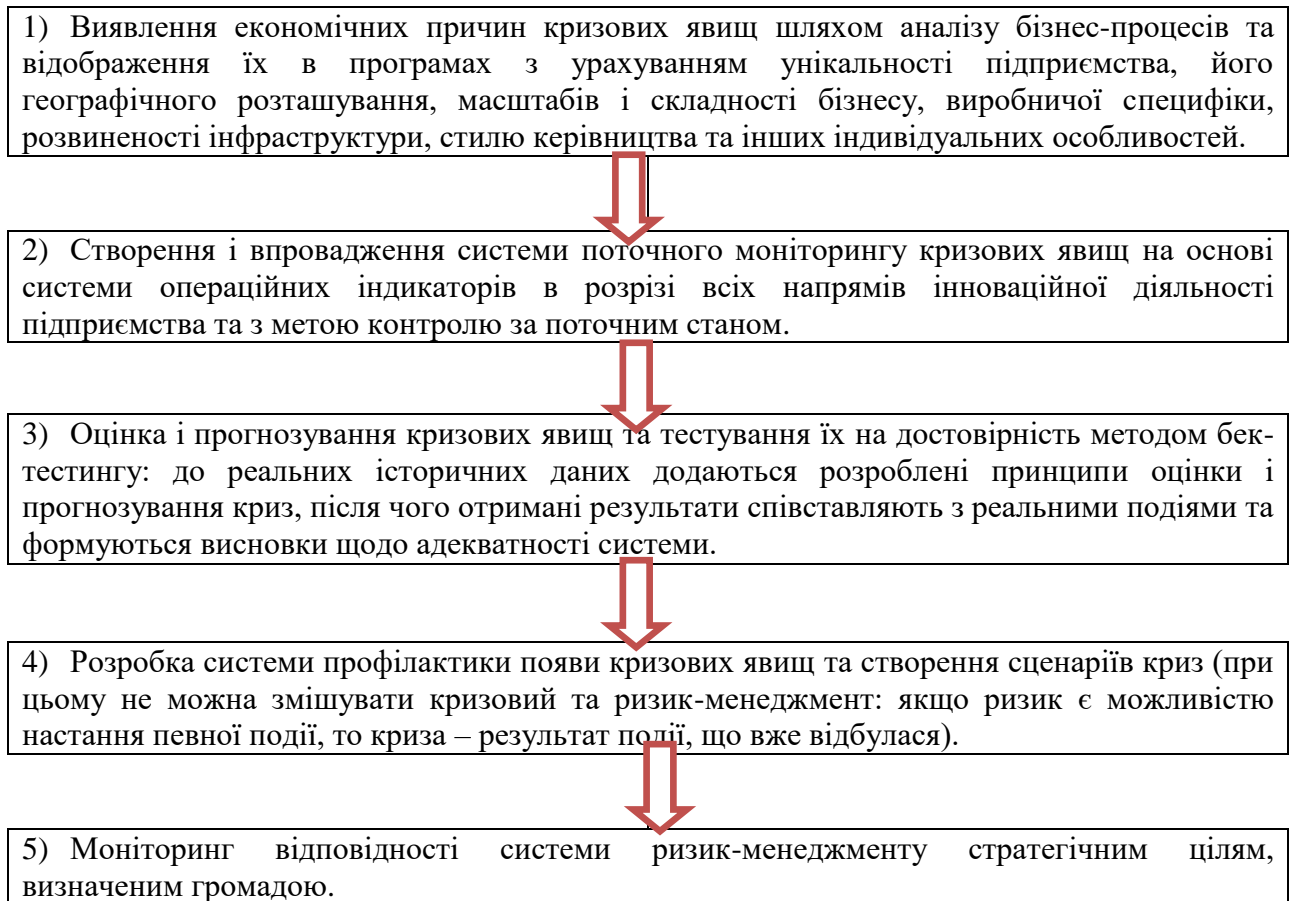 1) Виявлення економічних причин кризових явищ шляхом аналізу бізнес-процесів та
відображення їх в програмах з урахуванням унікальності підприємства, його
географічного розташування, масштабів і складності бізнесу, виробничої специфіки,
розвиненості інфраструктури, стилю керівництва та інших індивідуальних особливостей.
2) Створення і впровадження системи поточного моніторингу кризових явищ на основі
системи операційних індикаторів в розрізі всіх напрямів інноваційної діяльності
підприємства та з метою контролю за поточним станом.
3) Оцінка і прогнозування кризових явищ та тестування їх на достовірність методом бек-
тестингу: до реальних історичних даних додаються розроблені принципи оцінки і
прогнозування криз, після чого отримані результати співставляють з реальними подіями та
формуються висновки щодо адекватності системи.
4) Розробка системи профілактики появи кризових явищ та створення сценаріїв криз (при
цьому не можна змішувати кризовий та ризик-менеджмент: якщо ризик є можливістю
настання певної події, то криза – результат події, що вже відбулася).
5) Моніторинг відповідності системи ризик-менеджменту стратегічним цілям,
визначеним громадою.